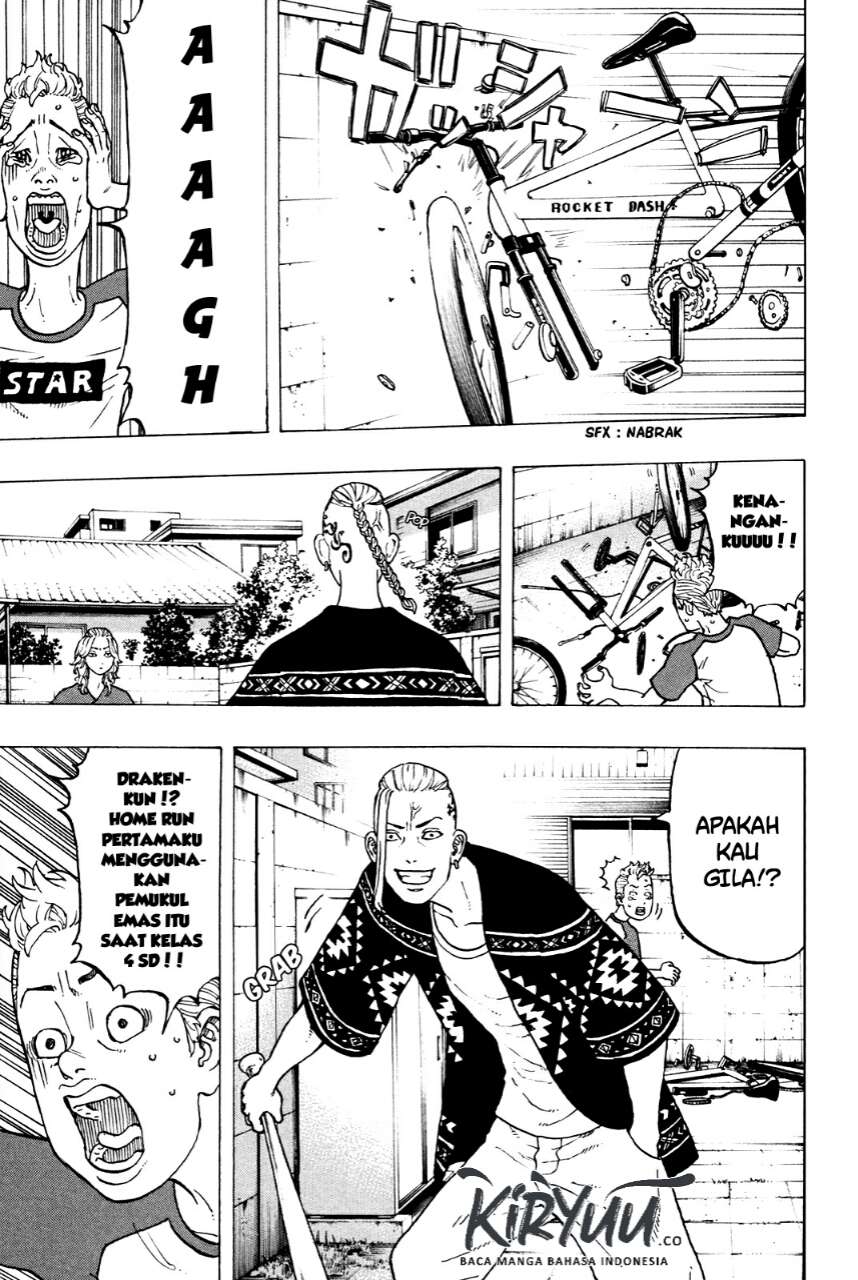 ガシャ
ROCKET DASH
SFX : NABRAK
A
A
A
A
G
H
STAR
KENA-
NGAN-
KUUUU!!
POP
APAKAH
KAU
GILA!?
GRAB
DRAKEN-
KUN!?
HOME RUN
PERTAMAKU
MENGGUNA-
KAN
PEMUKUL
EMAS ITU
SAAT KELAS
4 SD!!
KIRYUU.CO
BACA MANGA BAHASA INDONESIA